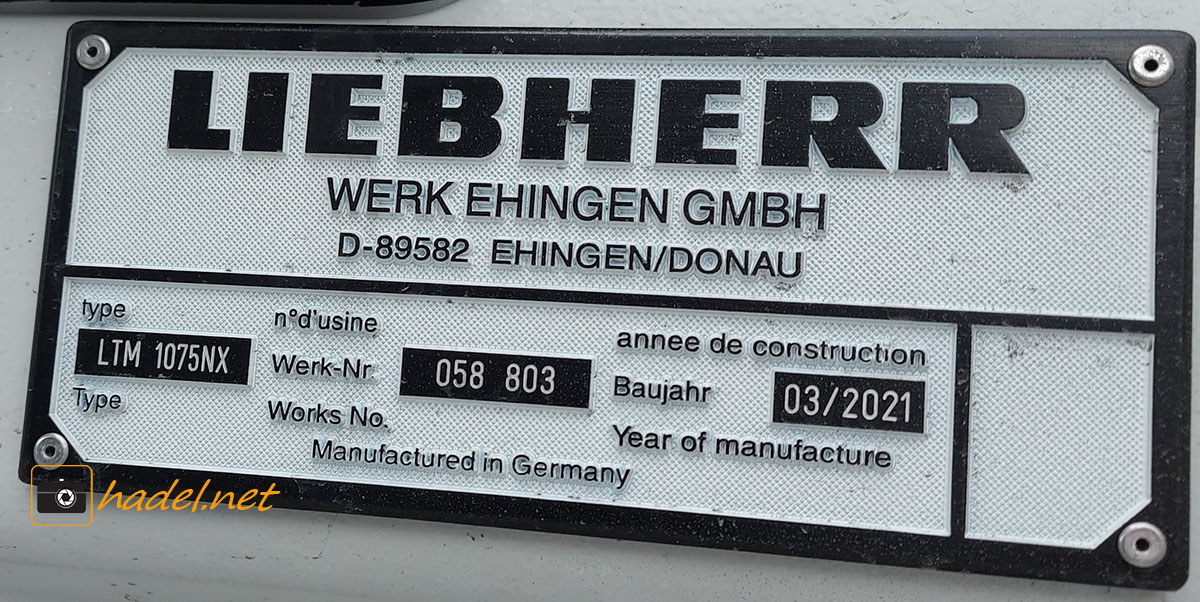 LIEBHERR
WERK EHINGEN GMBH
D-89582 EHINGEN/DONAU
type
LTM 1075NX
Type
n°d'usine
Werk-Nr
058 803
Works No.
annee de construction
Baujahr
03/2021
Year of manufacture
Manufactured in Germany
hadel.net